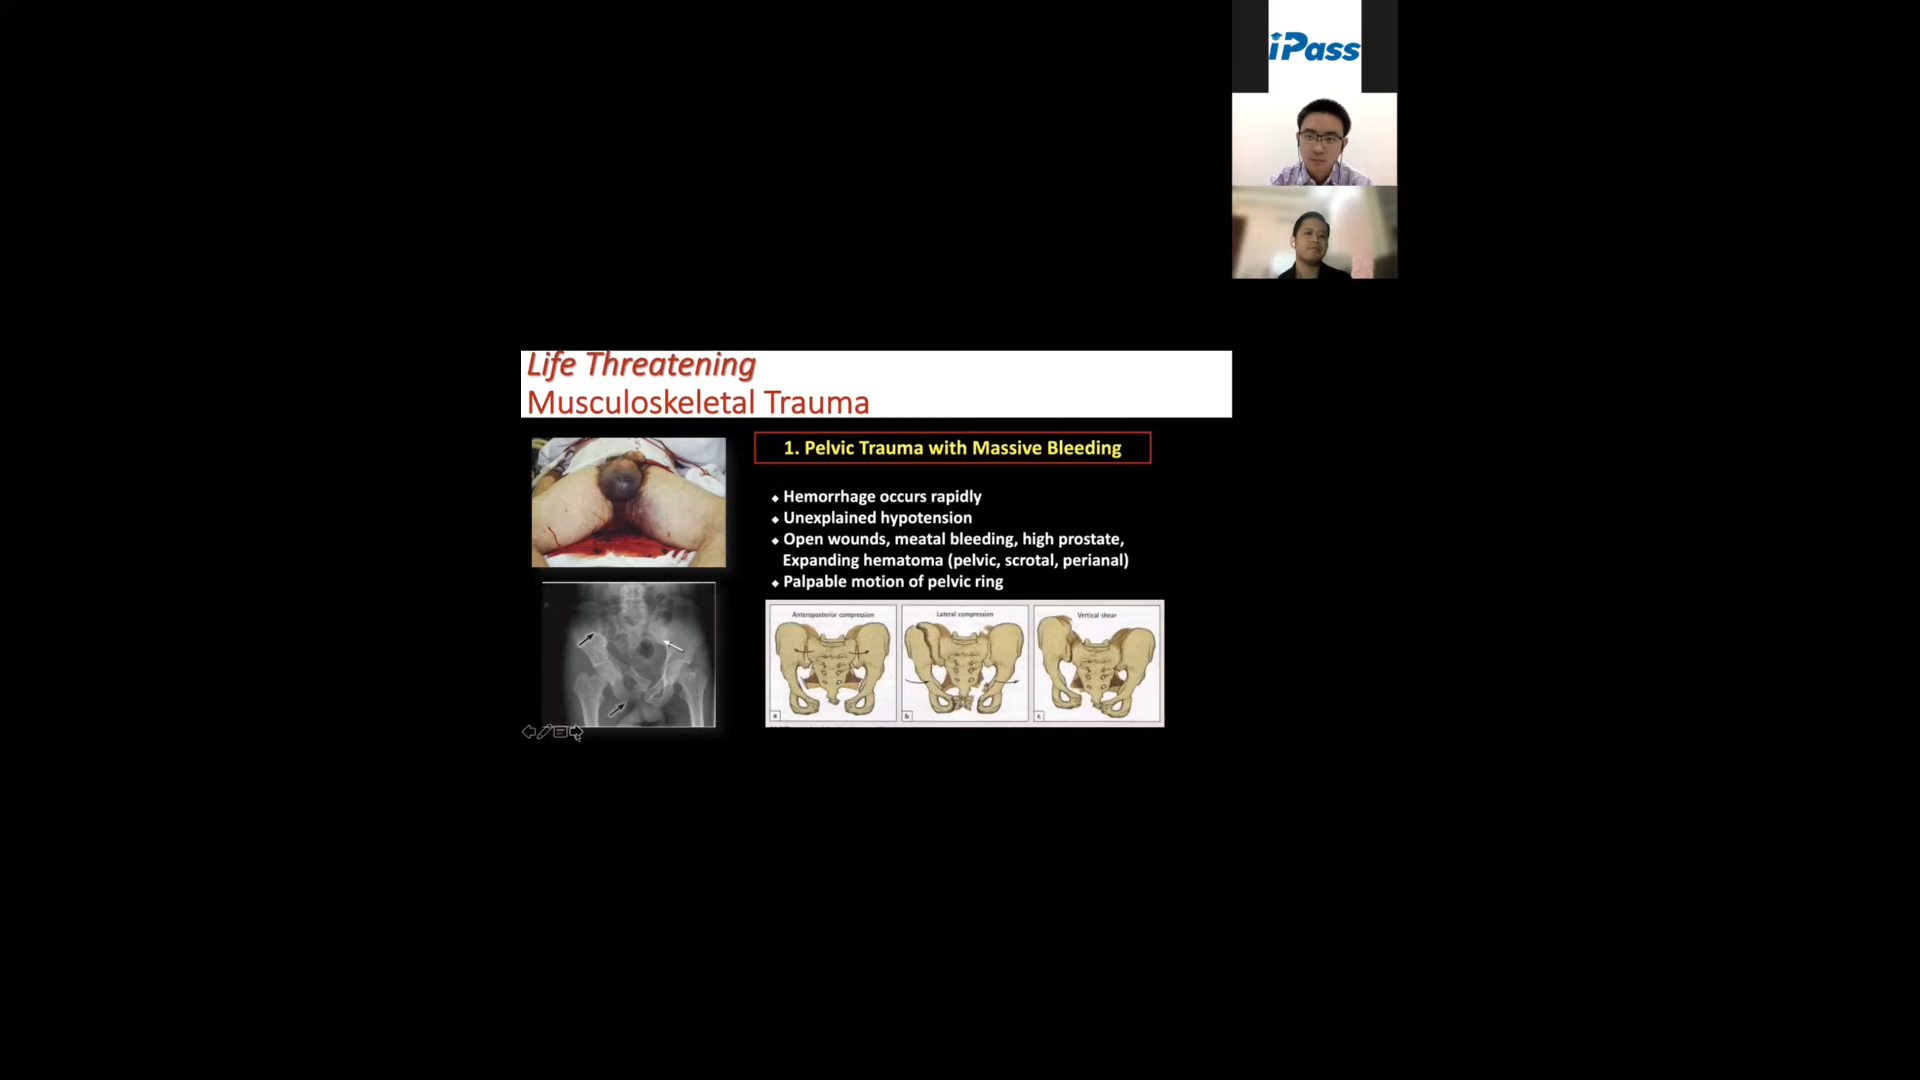 iPass
Life Threatening
Musculoskeletal Trauma
1. Pelvic Trauma with Massive Bleeding
Hemorrhage occurs rapidly
Unexplained hypotension
Open wounds, meatal bleeding, high prostate,
Expanding hematoma (pelvic, scrotal, perianal)
Palpable motion of pelvic ring
Anteroposterior compression
Lateral compression
Vertical shear
a
b
c